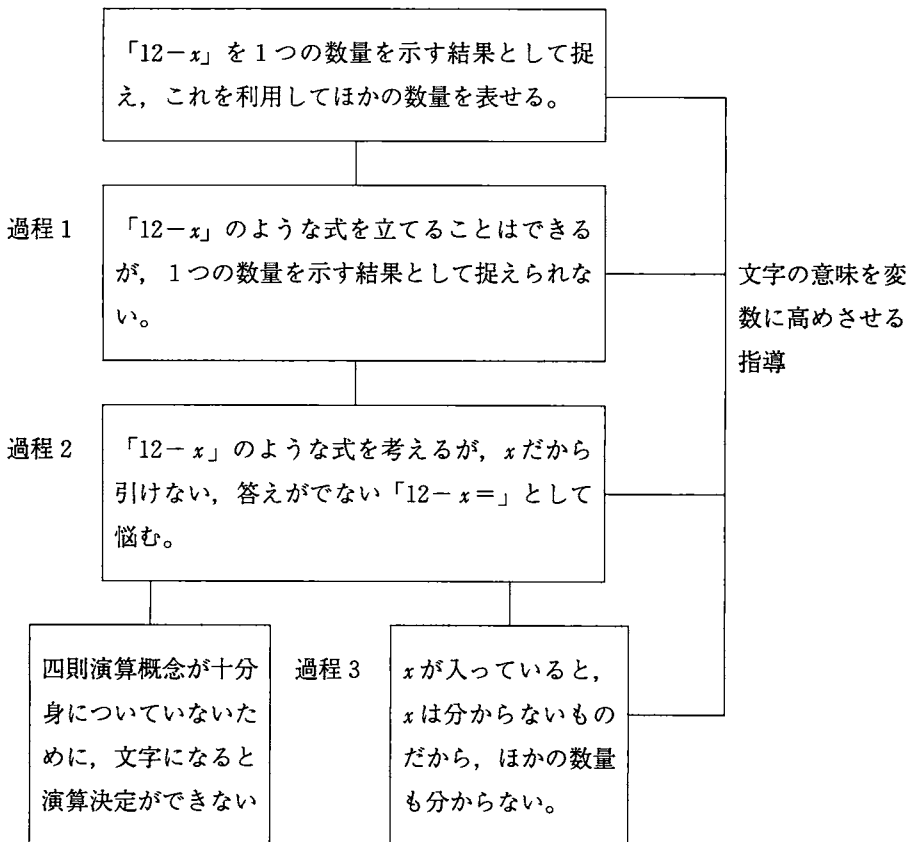 「12−x」を1つの数量を示す結果として捉
え，これを利用してほかの数量を表せる。
過程1
「12−x」のような式を立てることはできる
が，1つの数量を示す結果として捉えられな
い。
文字の意味を変
数に高めさせる
指導
過程2
「12−x」のような式を考えるが，xだから
引けない，答えがでない「12−x＝」として
悩む。
四則演算概念が十分
身についていないた
めに，文字になると
演算決定ができない
過程3
xが入っていると，
xは分からないもの
だから，ほかの数量
も分からない。